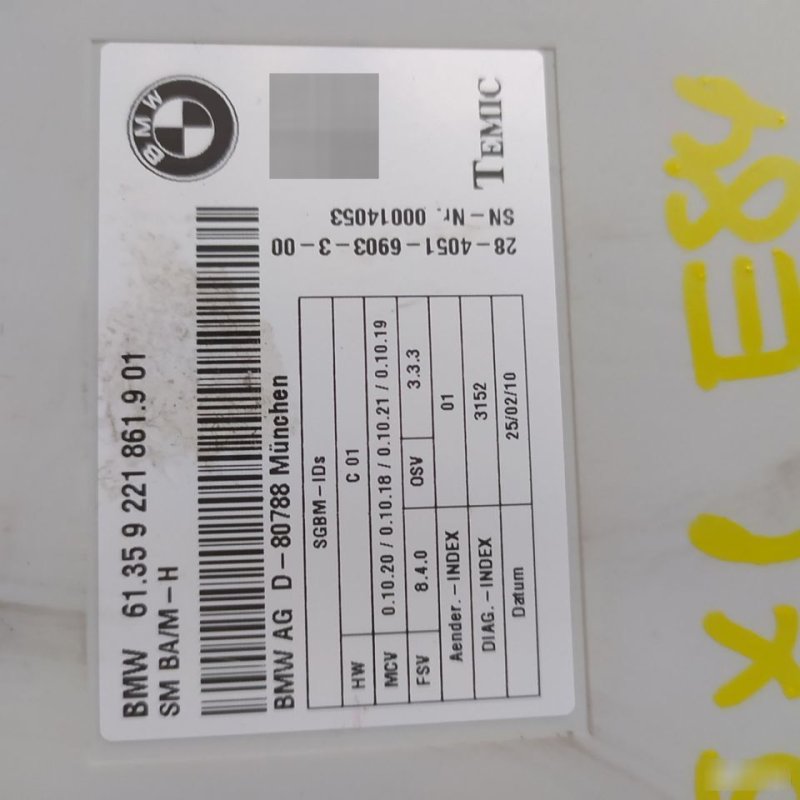 BMW 61.35 9 221 861.9 01
SM BA/M-H
BMW AG D-80788 München
SGBM-IDs
HW C 01
MCV 0.10.20 / 0.10.18 / 0.10.21 / 0.10.19
FSV 8.4.0 OSV 3.3.3
Aender.-INDEX 01
DIAG.-INDEX 3152
Datum 25/02/10
BMW
28-4051-6903-3-00
SN-Nr. 00014053
TEMIC
E84